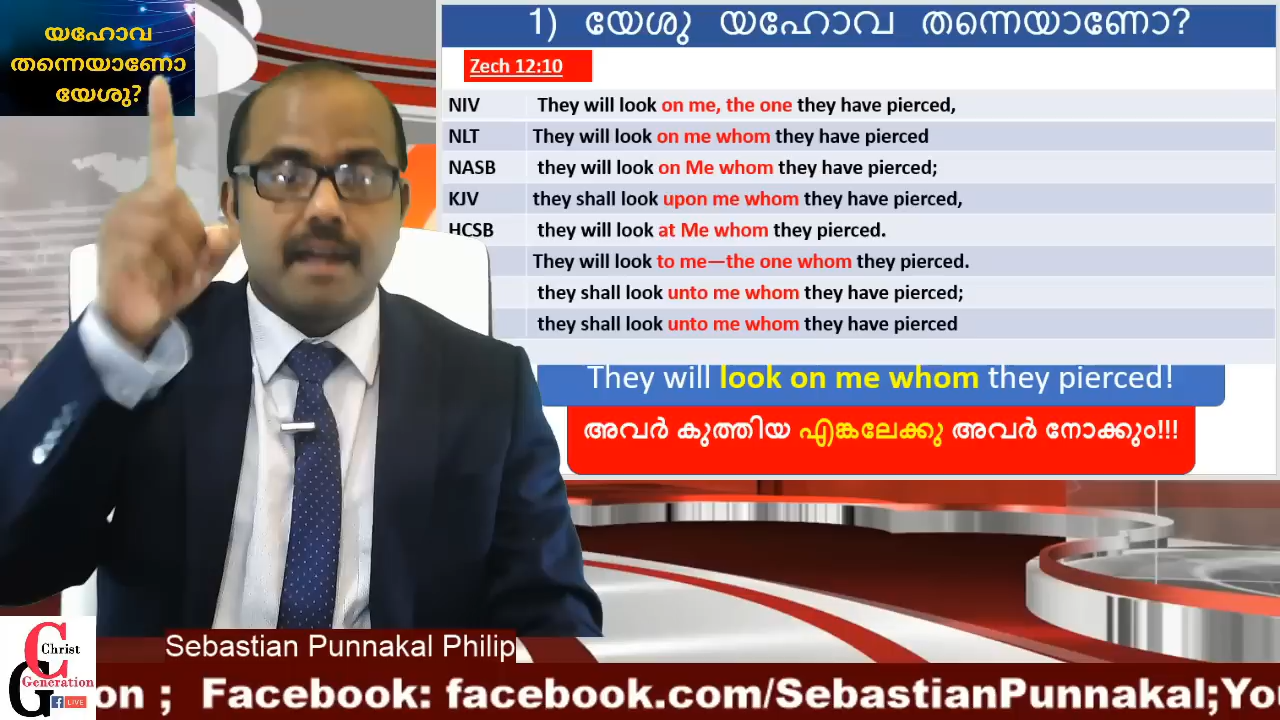 യഹോവ
തന്നെയാണോ
യേശു?
1) യേശു യഹോവ തന്നെയാണോ?
Zech 12:10
NIV They will look on me, the one they have pierced,
NLT They will look on me whom they have pierced
NASB they will look on Me whom they have pierced;
KJV they shall look upon me whom they have pierced,
HCSB they will look at Me whom they pierced.
They will look to me—the one whom they pierced.
they shall look unto me whom they have pierced;
they shall look unto me whom they have pierced
They will look on me whom they pierced!
അവർ കുത്തിയ എങ്കലേക്കു അവർ നോക്കും!!!
Sebastian Punnakal Philip
Christ
Generation
LIVE
on ; Facebook: facebook.com/SebastianPunnakal;Yo